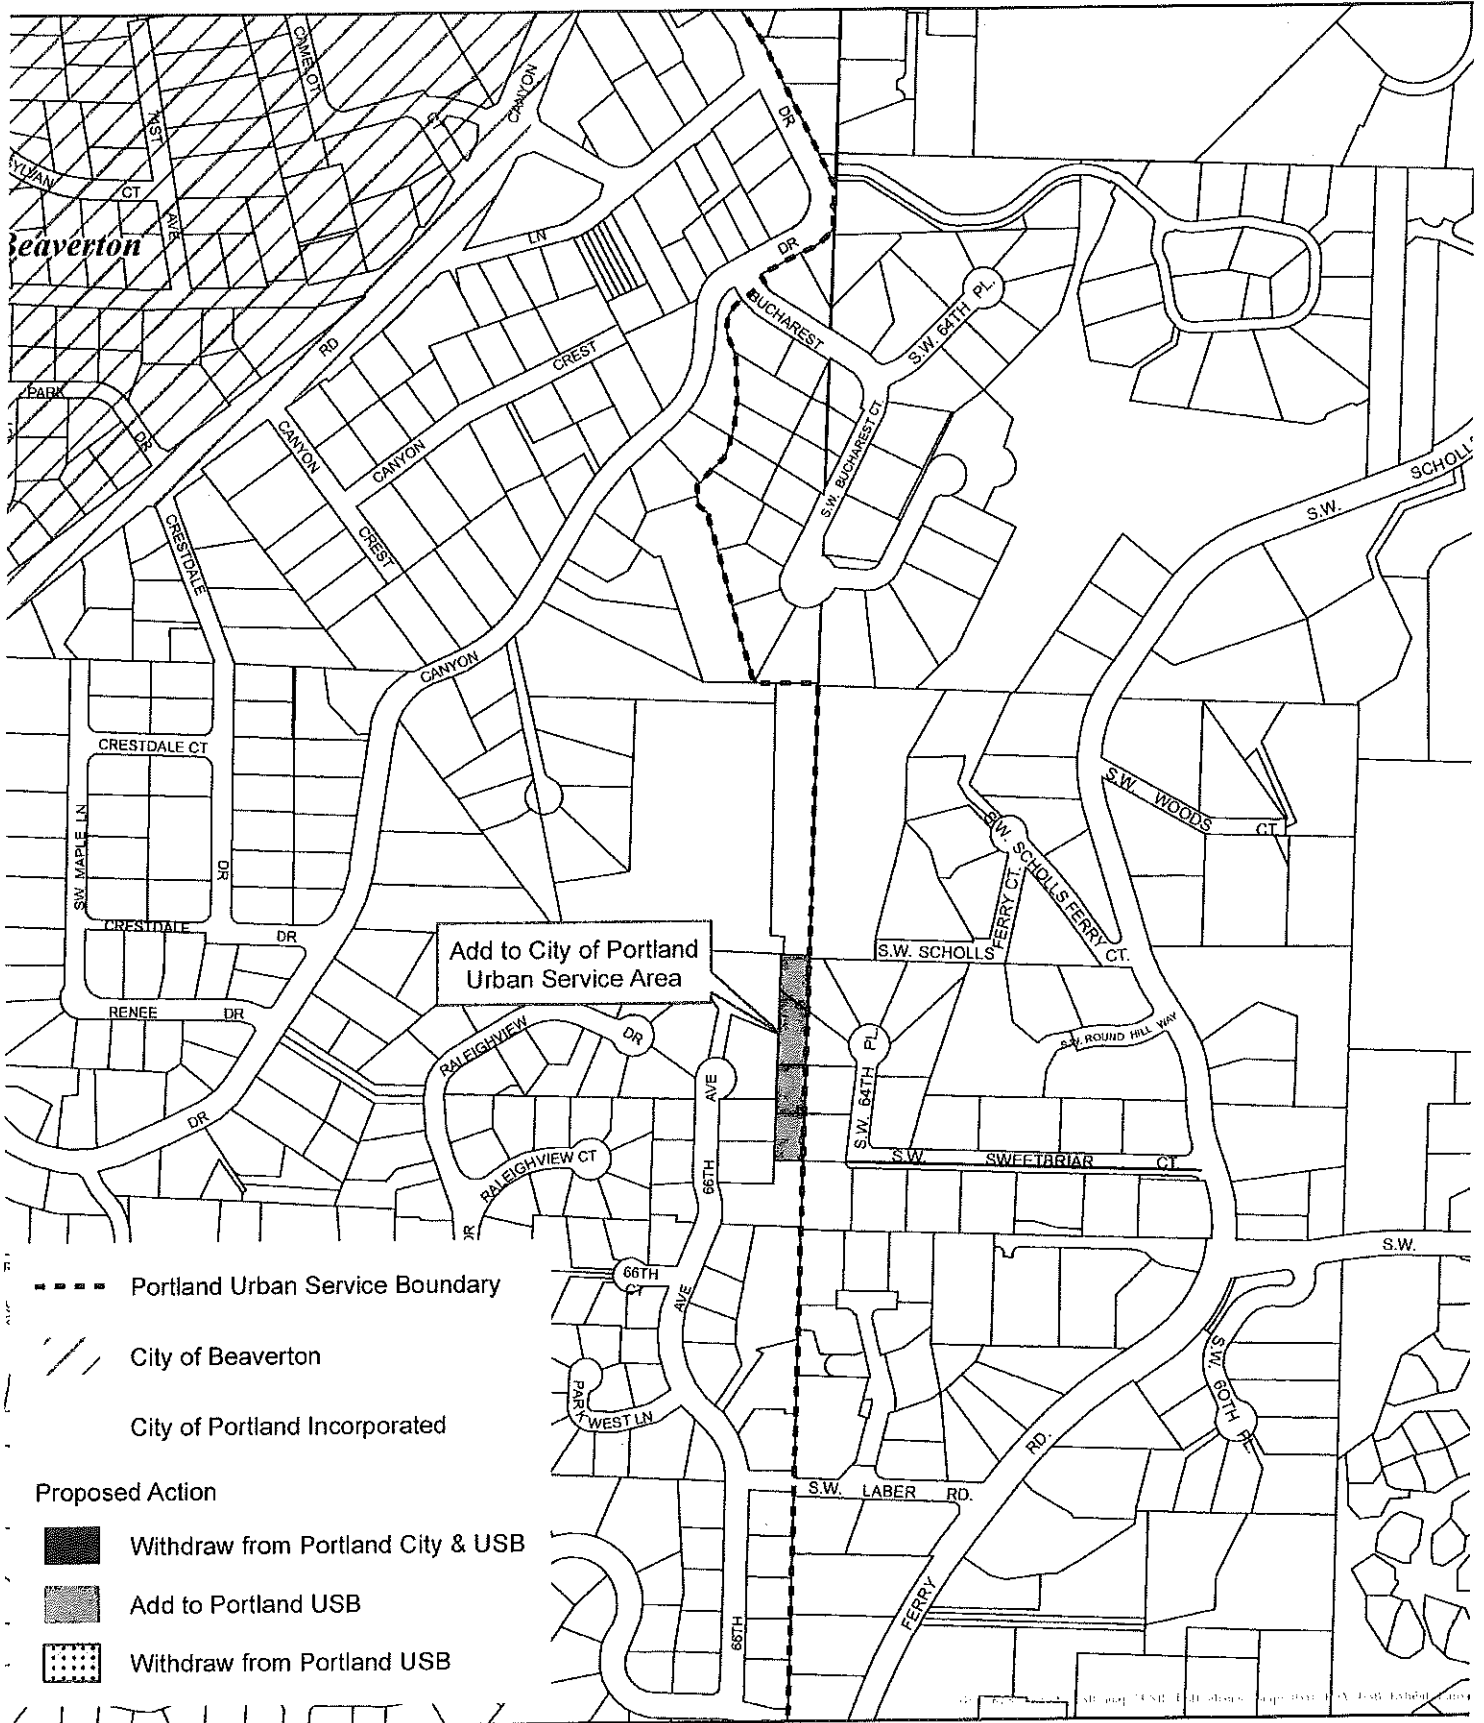 CAMELOT
CT
CANYON
1ST
SYLVAN
CT
AVE
Beaverton
DR
LN
DR
BUCHAREST
S.W. 64TH PL.
RD
CREST
PARK
DR
CANYON
CANYON
CREST
S.W. BUCHAREST CT.
SCHOLLS
S.W.
CRESTDALE
CANYON
CRESTDALE CT
SW MAPLE LN
DR
S.W. WOODS CT.
S.W. SCHOLLS FERRY CT.
S.W. SCHOLLS FERRY CT.
CRESTDALE DR
Add to City of Portland
Urban Service Area
RENEE DR
RALEIGHVIEW DR
S.W. 64TH PL.
S.W. ROUND HILL WAY
DR
66TH AVE
RALEIGHVIEW CT
DR
S.W. SWEETBRIAR CT.
S.W.
66TH
CT
AVE
S.W. 60TH PL.
PARK
WEST LN
RD.
S.W. LABER RD.
FERRY
66TH
Portland Urban Service Boundary
City of Beaverton
City of Portland Incorporated
Proposed Action
Withdraw from Portland City & USB
Add to Portland USB
Withdraw from Portland USB